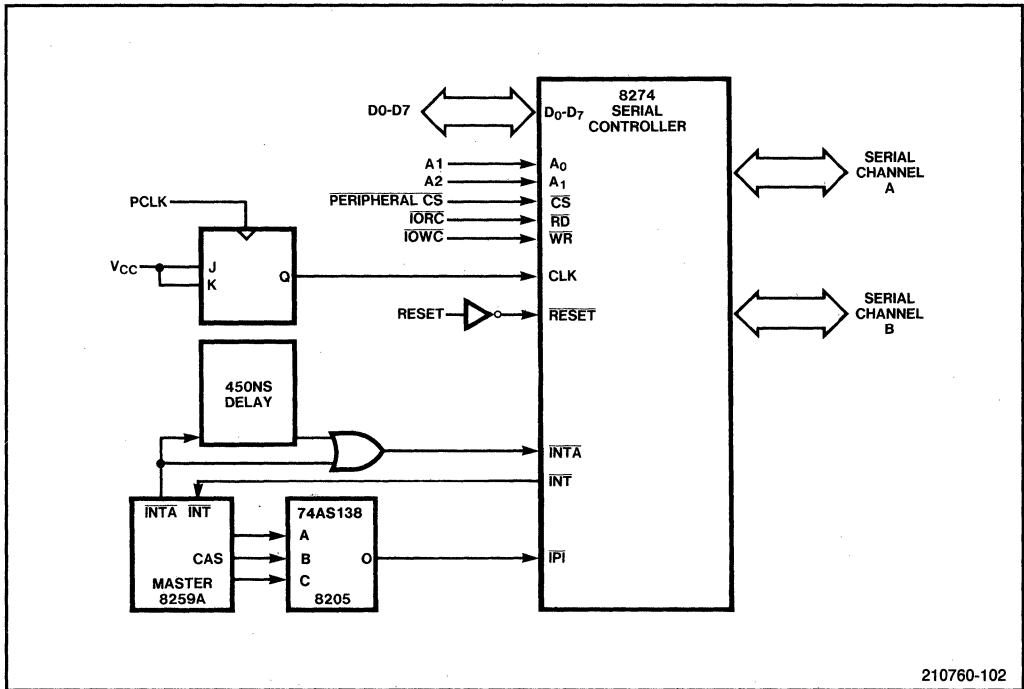 8274
SERIAL
CONTROLLER
D0-D7
D0-D7
A1
A0
A2
A1
PERIPHERAL CS
CS
IORC
RD
IOWC
WR
SERIAL
CHANNEL
A
PCLK
VCC
J
K
Q
CLK
RESET
RESET
SERIAL
CHANNEL
B
450NS
DELAY
INTA
INT
INTA INT
CAS
MASTER
8259A
74AS138
A
B
C
O
8205
IPI
210760-102